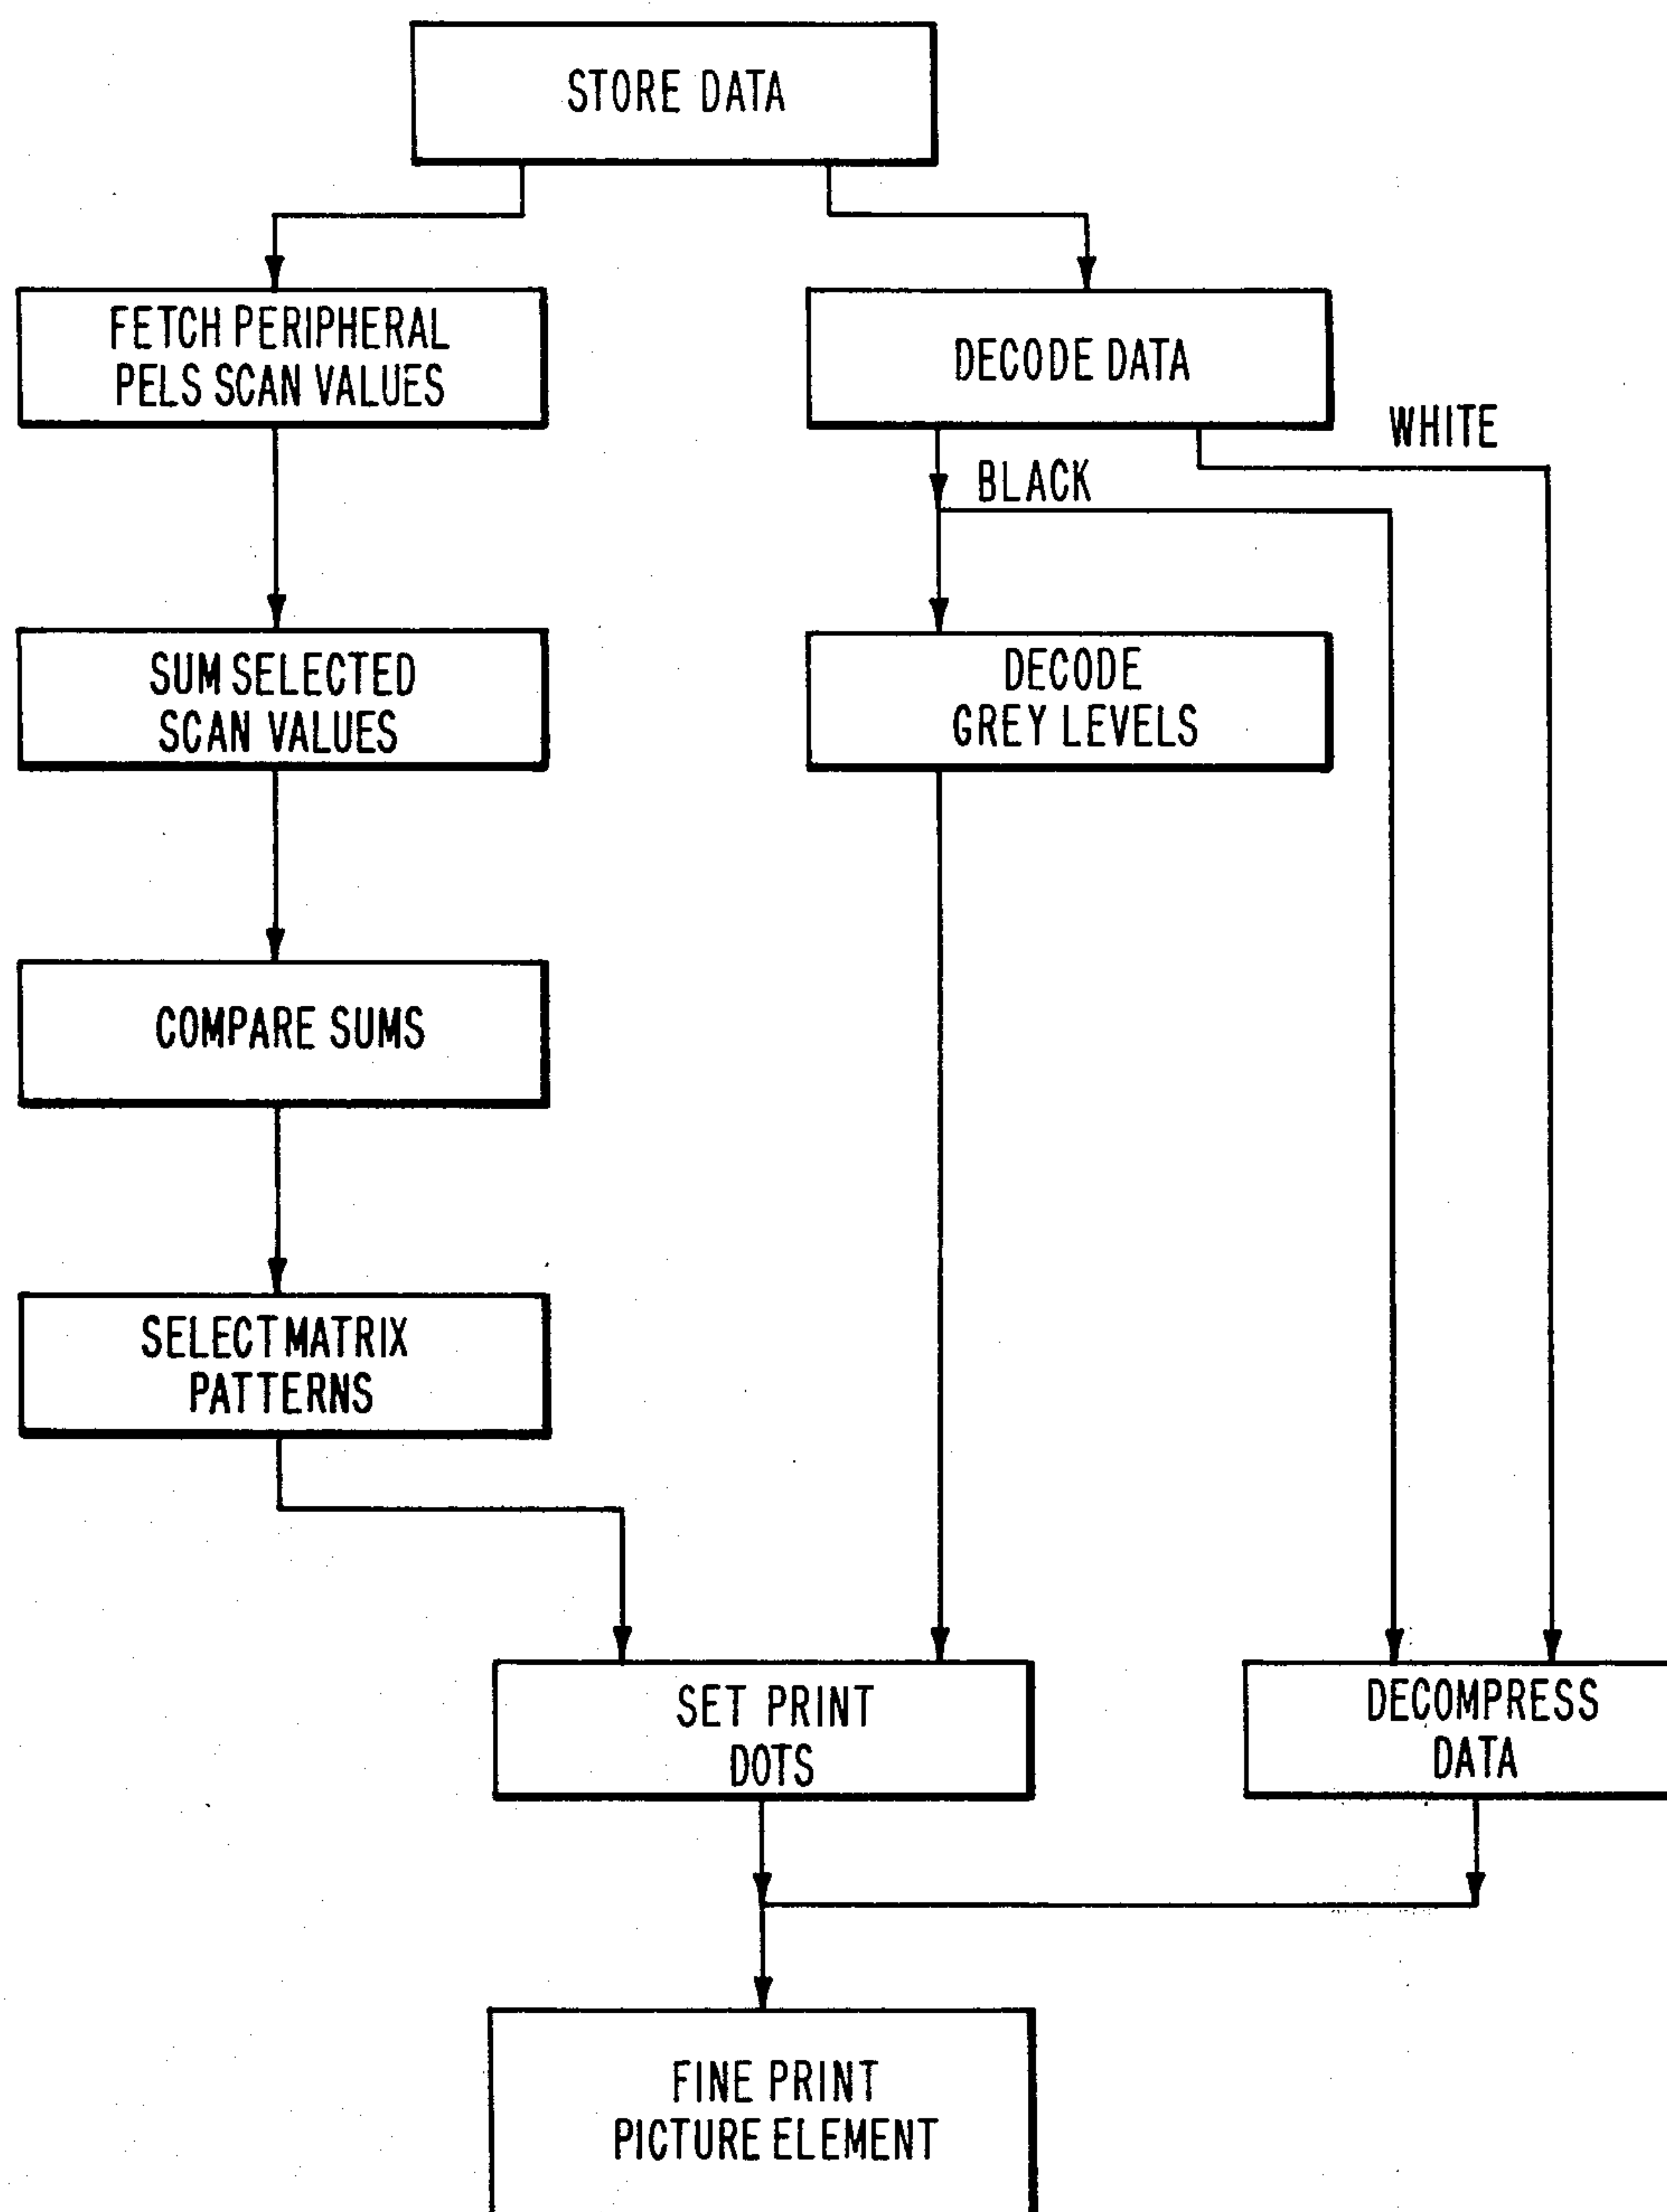 STORE DATA
FETCH PERIPHERAL
PELS SCAN VALUES
DECODE DATA
WHITE
BLACK
SUM SELECTED
SCAN VALUES
DECODE
GREY LEVELS
COMPARE SUMS
SELECT MATRIX
PATTERNS
SET PRINT
DOTS
DECOMPRESS
DATA
FINE PRINT
PICTURE ELEMENT